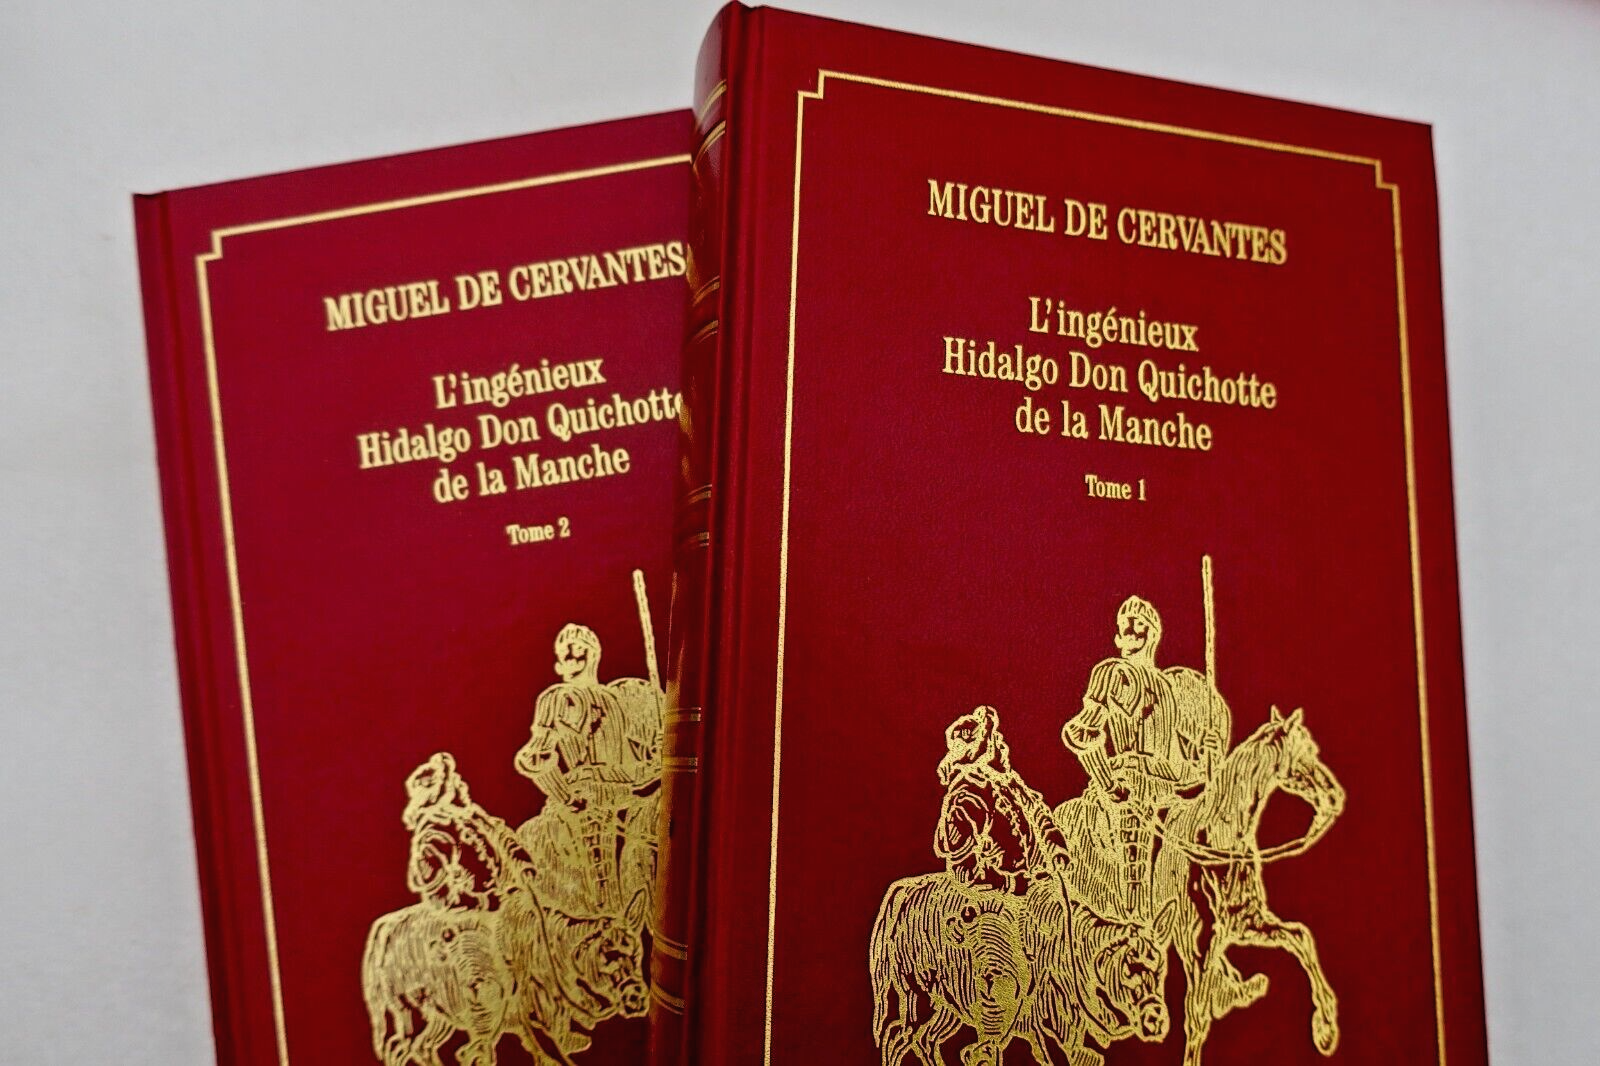 MIGUEL DE CERVANTES
L'ingénieux
Hidalgo Don Quichotte
de la Manche
Tome 2
MIGUEL DE CERVANTES
L'ingénieux
Hidalgo Don Quichotte
de la Manche
Tome 1